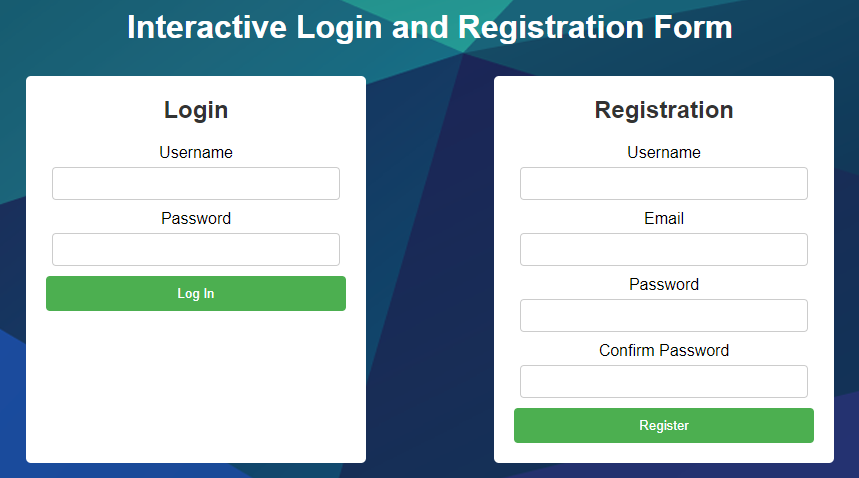 Interactive Login and Registration Form
Login
Username
Password
Log In
Registration
Username
Email
Password
Confirm Password
Register